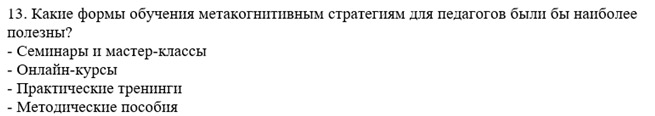 13. Какие формы обучения метакогнитивным стратегиям для педагогов были бы наиболее
полезны?
- Семинары и мастер-классы
- Онлайн-курсы
- Практические тренинги
- Методические пособия